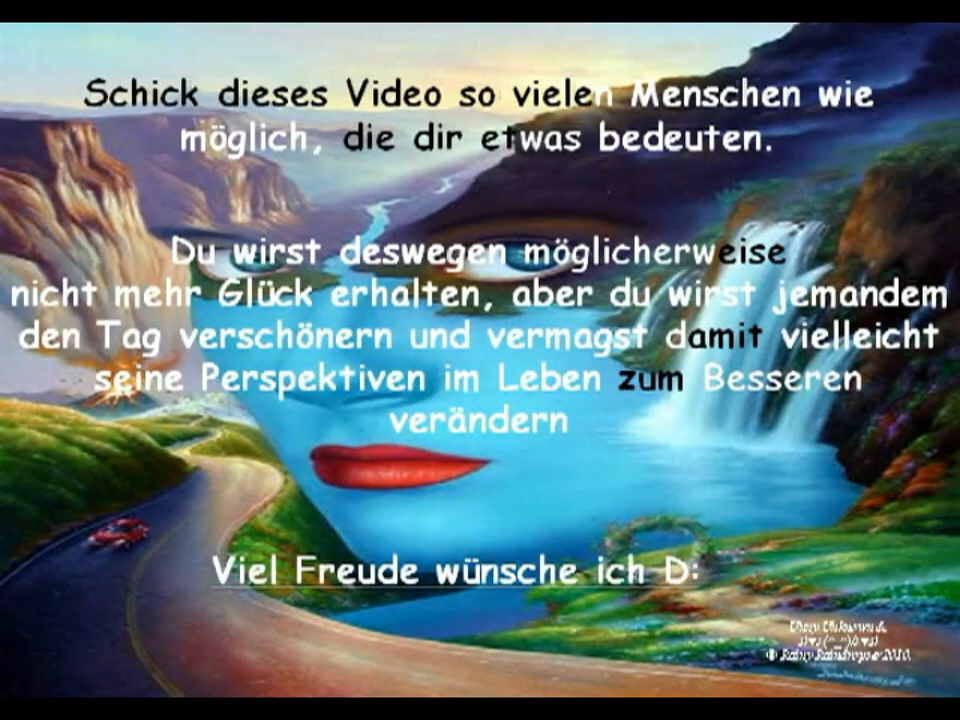 Schick dieses Video so vielen Menschen wie
möglich, die dir etwas bedeuten.
Du wirst deswegen möglicherweise
nicht mehr Glück erhalten, aber du wirst jemandem
den Tag verschönern und vermagst damit vielleicht
seine Perspektiven im Leben zum Besseren
verändern
Viel Freude wünsche ich D:
2010